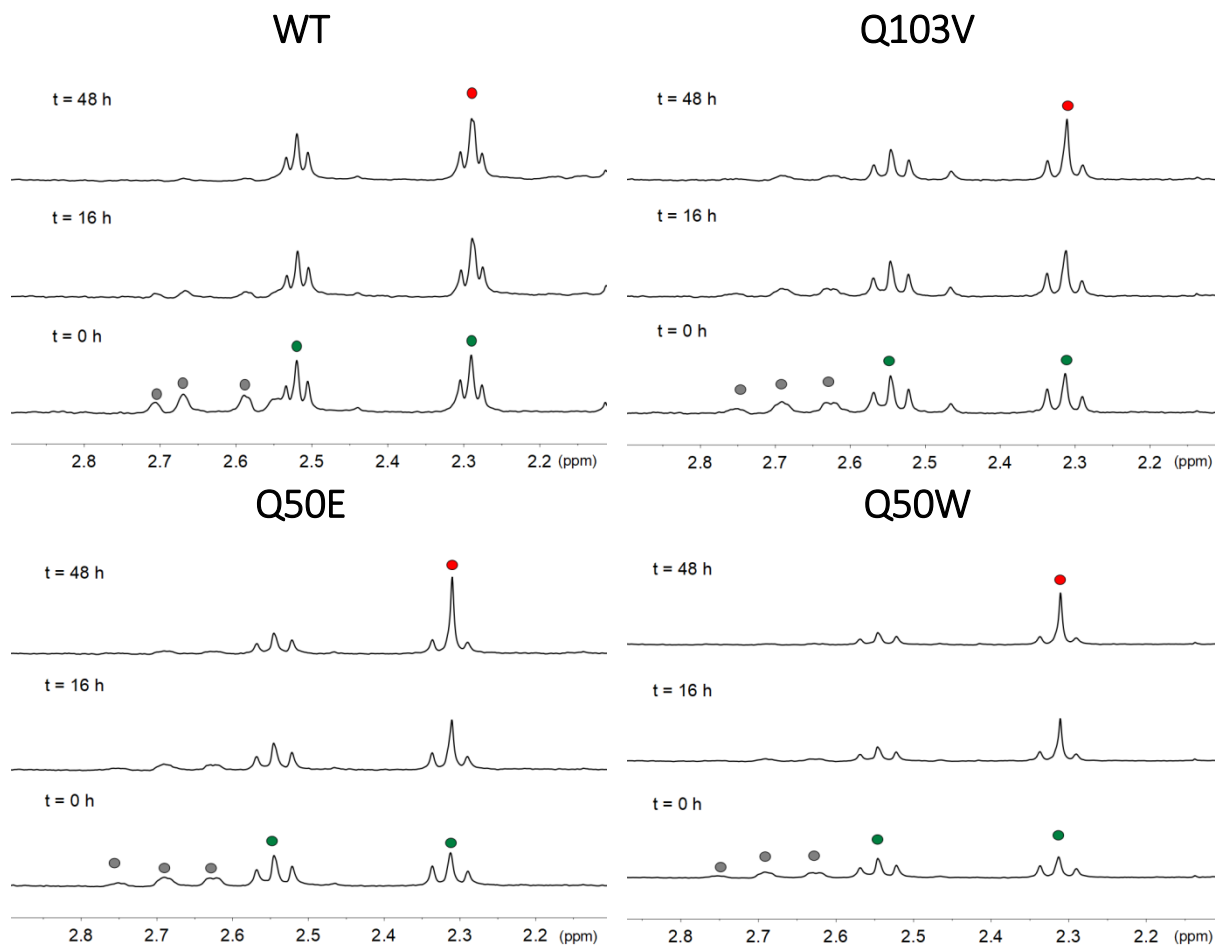 WT
t = 48 h
t = 16 h
t = 0 h
2.8 2.7 2.6 2.5 2.4 2.3 2.2 (ppm)
Q103V
t = 48 h
t = 16 h
t = 0 h
2.8 2.7 2.6 2.5 2.4 2.3 2.2 (ppm)
Q50E
t = 48 h
t = 16 h
t = 0 h
2.8 2.7 2.6 2.5 2.4 2.3 2.2 (ppm)
Q50W
t = 48 h
t = 16 h
t = 0 h
2.8 2.7 2.6 2.5 2.4 2.3 2.2 (ppm)